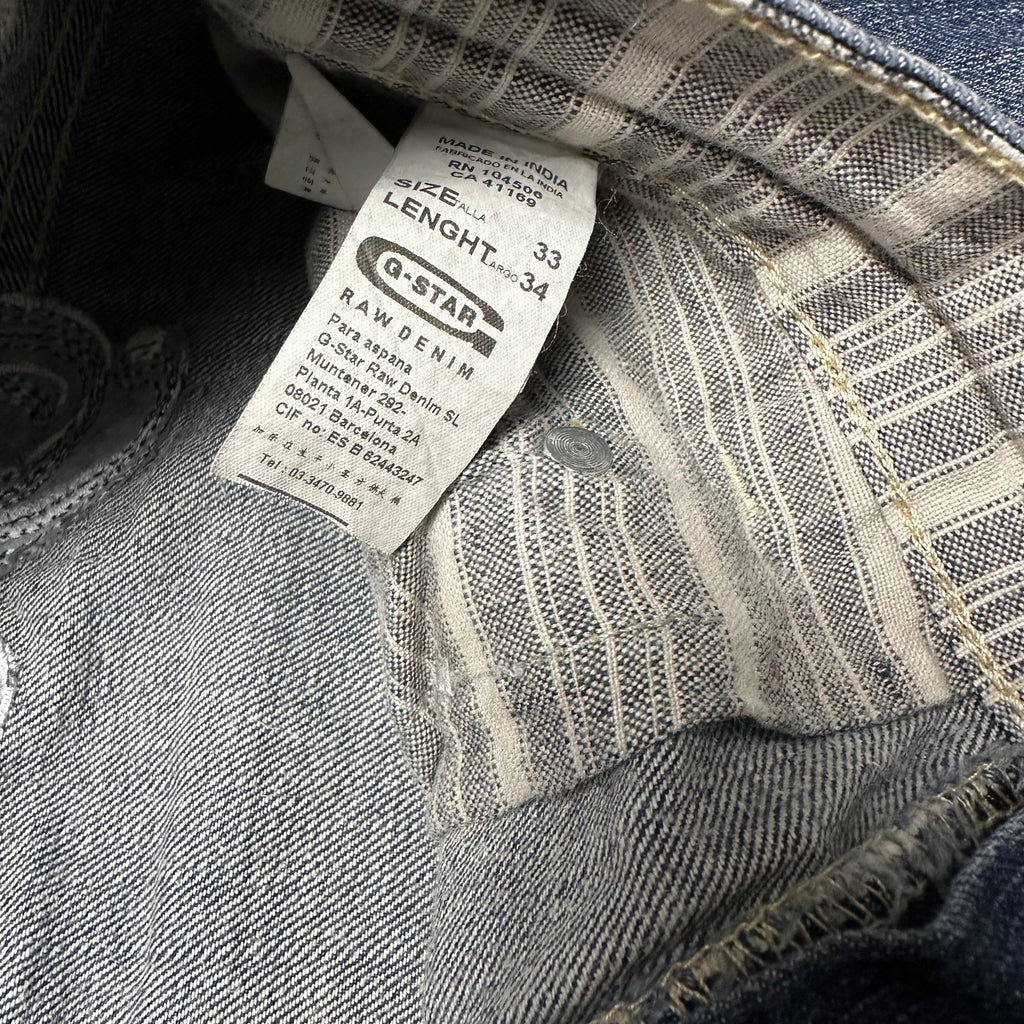 MADE IN INDIA
FABRICADO EN LA INDIA
RN 104506
CA 41169
SIZE TALLA 33
LENGHT LARGO 34
G-STAR
RAW DENIM
Para aspana
G-Star Raw Denim SL
Muntener 292-
Planta 1A-Purta 2A
08021 Barcelona
CIF no: ES B 62443247
Tel.:03-3470-9881